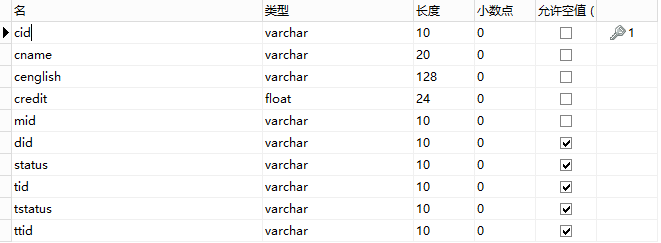 名 类型 长度 小数点 允许空值 (
cid varchar 10 0 1
cname varchar 20 0
cenglish varchar 128 0
credit float 24 0
mid varchar 10 0
did varchar 10 0
status varchar 10 0
tid varchar 10 0
tstatus varchar 10 0
ttid varchar 10 0